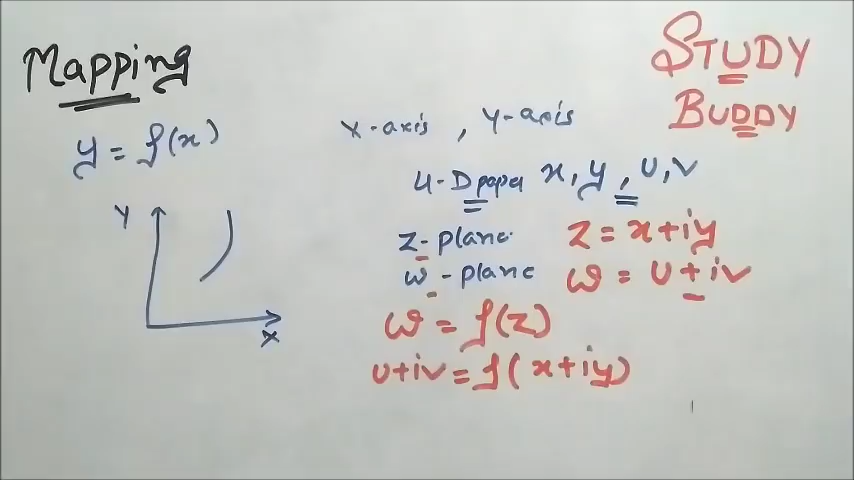 Mapping
STUDY
BUDDY
y = f(x)
X-axis , Y-axis
4-D paper x, y, u, v
Y
X
z-plane
z = x+iy
w-plane
w = u+iv
w = f(z)
u+iv = f(x+iy)